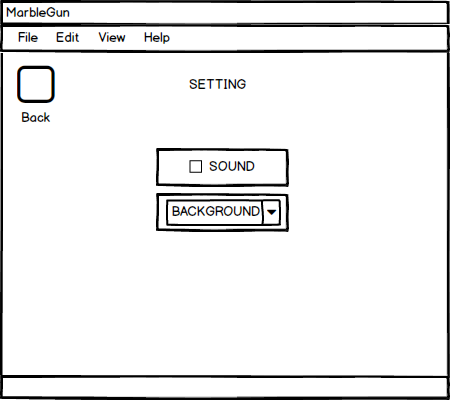 MarbleGun
File Edit View Help
SETTING
Back
SOUND
BACKGROUND